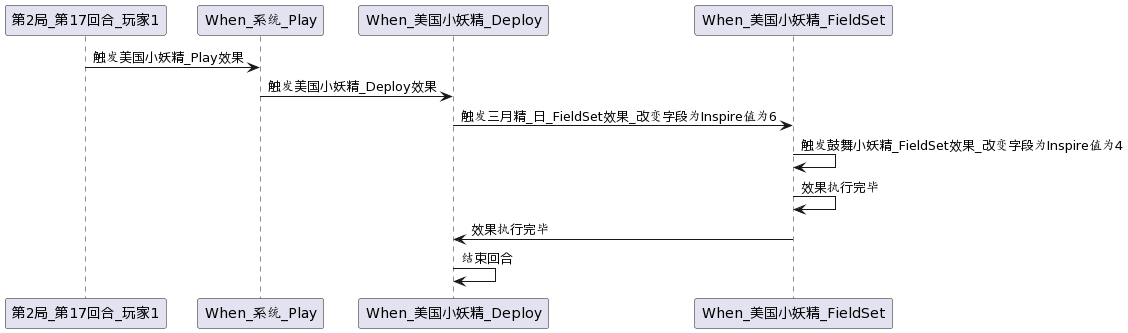 第2局_第17回合_玩家1
When_系统_Play
When_美国小妖精_Deploy
When_美国小妖精_FieldSet
触发美国小妖精_Play效果
触发美国小妖精_Deploy效果
触发三月精_日_FieldSet效果_改变字段为Inspire值为6
触发鼓舞小妖精_FieldSet效果_改变字段为Inspire值为4
效果执行完毕
效果执行完毕
结束回合
第2局_第17回合_玩家1
When_系统_Play
When_美国小妖精_Deploy
When_美国小妖精_FieldSet